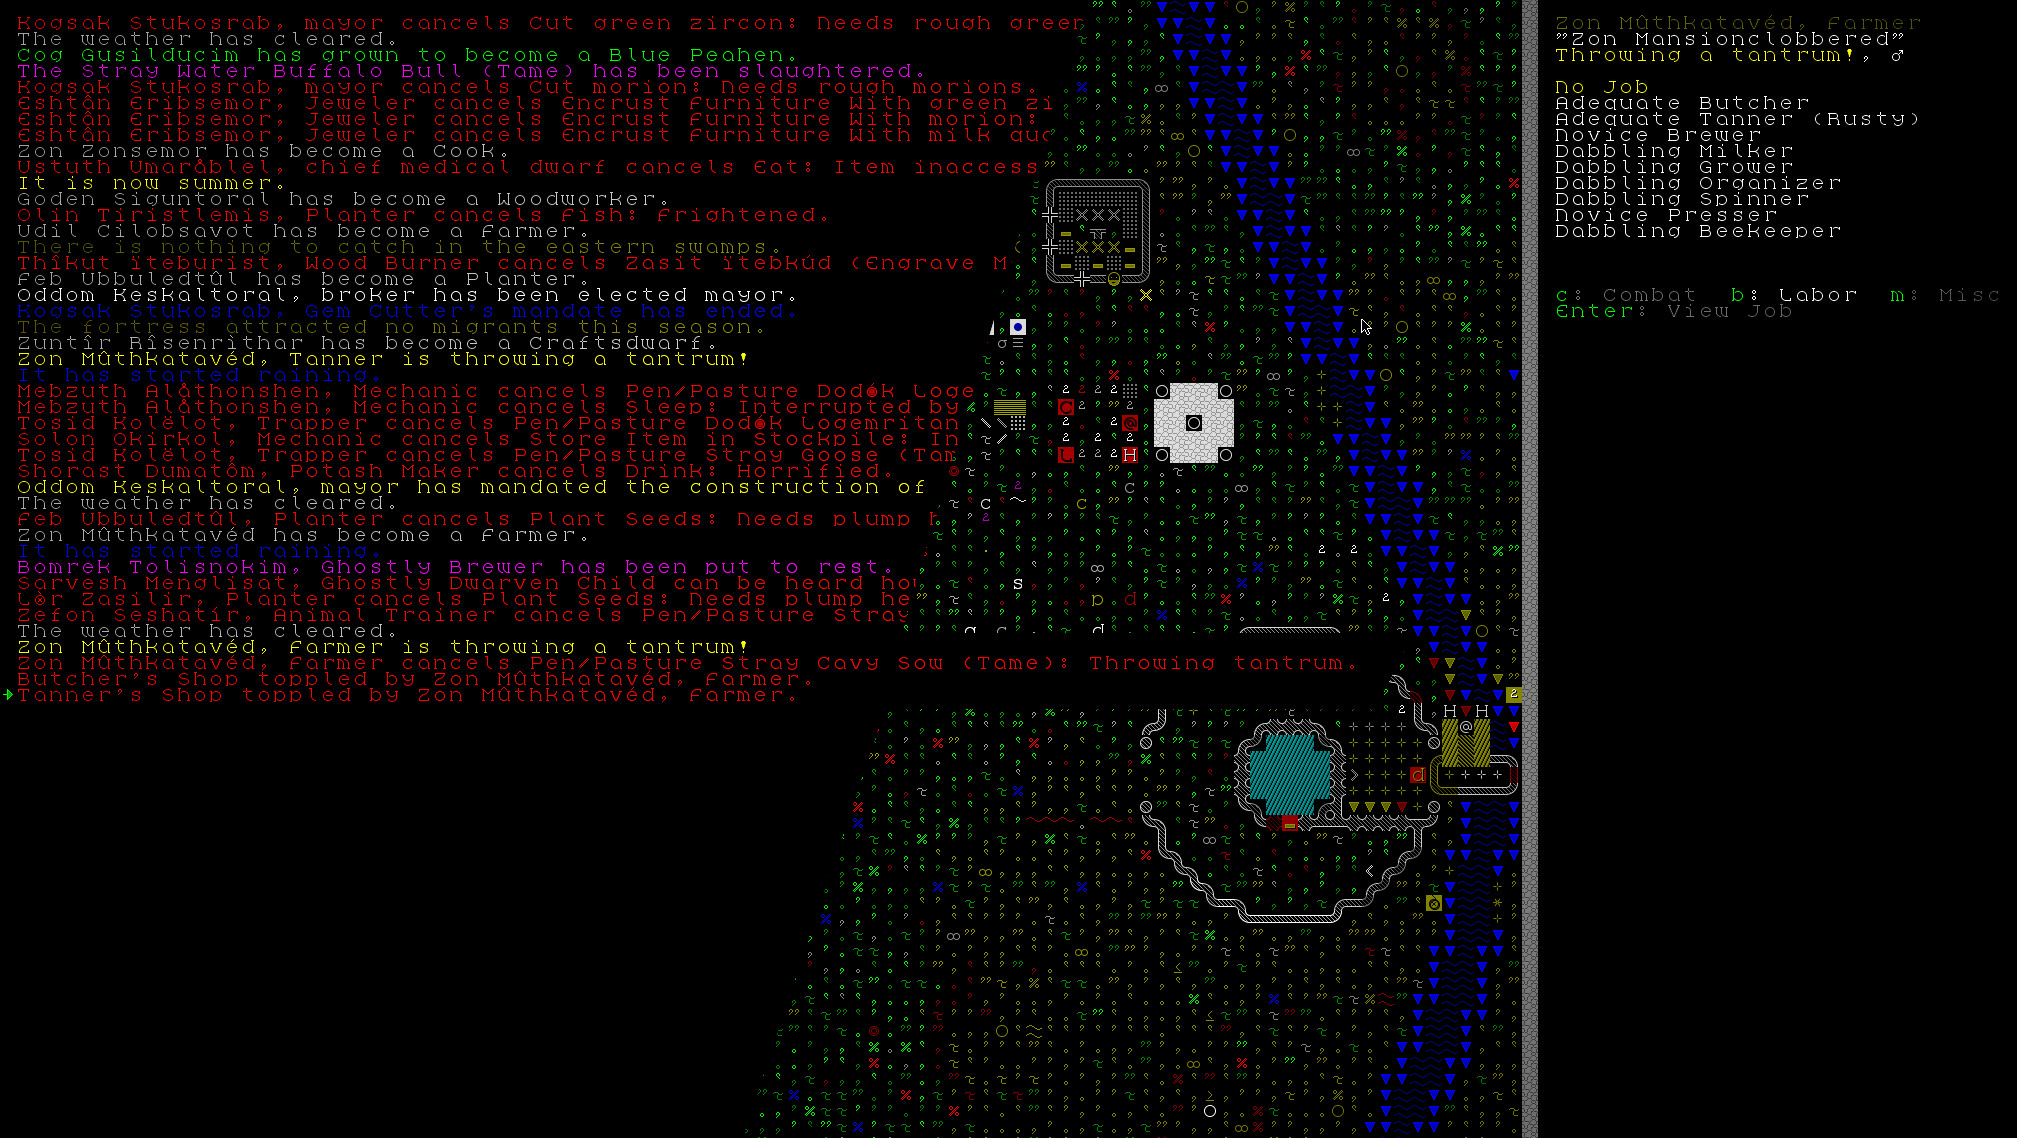 Kogsak Stukosrab, mayor cancels Cut green zircon: Needs rough green
The weather has cleared.
Cog Gusilducim has grown to become a Blue Peahen.
The Stray Water Buffalo Bull (Tame) has been slaughtered.
Kogsak Stukosrab, mayor cancels Cut morion: Needs rough morions.
Eshtân Eribsemor, Jeweler cancels Encrust Furniture With green zi
Eshtân Eribsemor, Jeweler cancels Encrust Furniture With morion:
Eshtân Eribsemor, Jeweler cancels Encrust Furniture With milk qua
Zon Zonsemor has become a Cook.
Ustuth Umaråblel, chief medical dwarf cancels Eat: Item inaccess
It is now summer.
Goden Siguntoral has become a Woodworker.
Olin Tiristlemis, Planter cancels Fish: Frightened.
Udil Cilobsavot has become a Farmer.
There is nothing to catch in the eastern swamps.
Thîkut ïteburist, Wood Burner cancels Zasit ïtebkûd (Engrave M
Feb Ubbuledtûl has become a Planter.
Oddom Keskaltoral, broker has been elected mayor.
Kogsak Stukosrab, Gem Cutter's mandate has ended.
The fortress attracted no migrants this season.
Zuntîr Rîsenrìthar has become a Craftsdwarf.
Zon Mûthkatavéd, Tanner is throwing a tantrum!
It has started raining.
Mebzuth Alåthonshen, Mechanic cancels Pen/Pasture Dodók Loge
Mebzuth Alåthonshen, Mechanic cancels Sleep: Interrupted by
Tosid Kolëlot, Trapper cancels Pen/Pasture Dodók Logemritan
Solon Okirkol, Mechanic cancels Store Item in Stockpile: In
Tosid Kolëlot, Trapper cancels Pen/Pasture Stray Goose (Tam
Shorast Dumatôm, Potash Maker cancels Drink: Horrified.
Oddom Keskaltoral, mayor has mandated the construction of
The weather has cleared.
Feb Ubbuledtûl, Planter cancels Plant Seeds: Needs plump h
Zon Mûthkatavéd has become a Farmer.
It has started raining.
Bomrek Tolisnokim, Ghostly Brewer has been put to rest.
Sarvesh Menglisat, Ghostly Dwarven Child can be heard how
Lòr Zasilir, Planter cancels Plant Seeds: Needs plump he
Zefon Seshatír, Animal Trainer cancels Pen/Pasture Stray
The weather has cleared.
Zon Mûthkatavéd, Farmer is throwing a tantrum!
Zon Mûthkatavéd, Farmer cancels Pen/Pasture Stray Cavy Sow (Tame): Throwing tantrum.
Butcher's Shop toppled by Zon Mûthkatavéd, Farmer.
Tanner's Shop toppled by Zon Mûthkatavéd, Farmer.
Zon Mûthkatavéd, Farmer
"Zon Mansionclobbered"
Throwing a tantrum!, ♂
No Job
Adequate Butcher
Adequate Tanner (Rusty)
Novice Brewer
Dabbling Milker
Dabbling Grower
Dabbling Organizer
Dabbling Spinner
Novice Presser
Dabbling Beekeeper
c: Combat b: Labor m: Misc
Enter: View Job